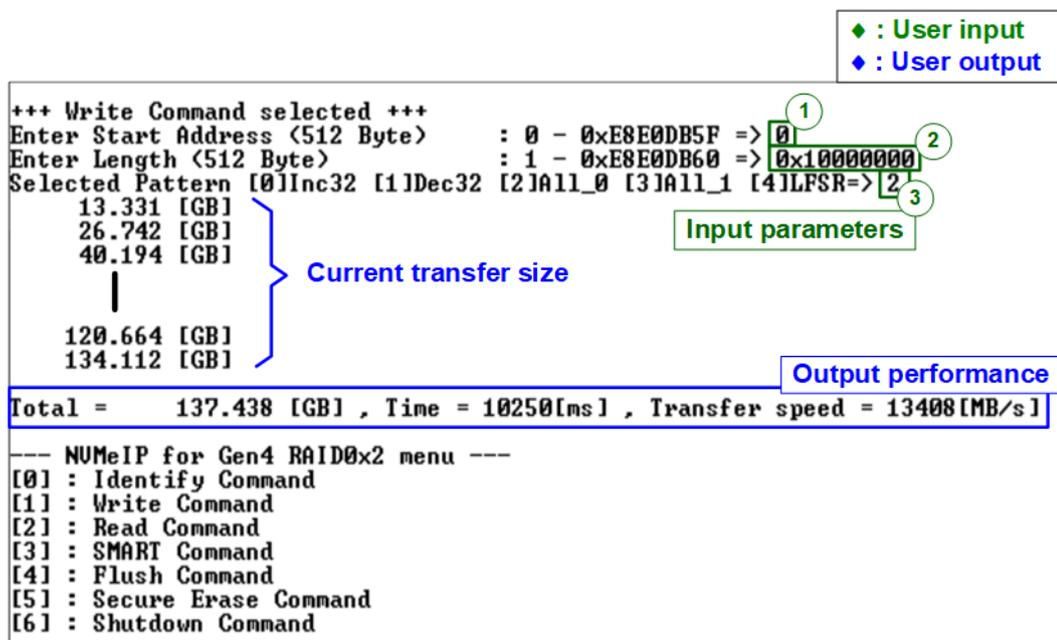 ♦ : User input
♦ : User output
+++ Write Command selected +++
Enter Start Address <512 Byte> : 0 - 0xE8E0DB5F => 0
1
Enter Length <512 Byte> : 1 - 0xE8E0DB60 => 0x10000000
2
Selected Pattern [0]Inc32 [1]Dec32 [2]All_0 [3]All_1 [4]LFSR=> 2
3
13.331 [GB]
26.742 [GB]
40.194 [GB]
Input parameters
Current transfer size
120.664 [GB]
134.112 [GB]
Output performance
Total = 137.438 [GB] , Time = 10250[ms] , Transfer speed = 13408[MB/s]
--- NVMeIP for Gen4 RAID0x2 menu ---
[0] : Identify Command
[1] : Write Command
[2] : Read Command
[3] : SMART Command
[4] : Flush Command
[5] : Secure Erase Command
[6] : Shutdown Command